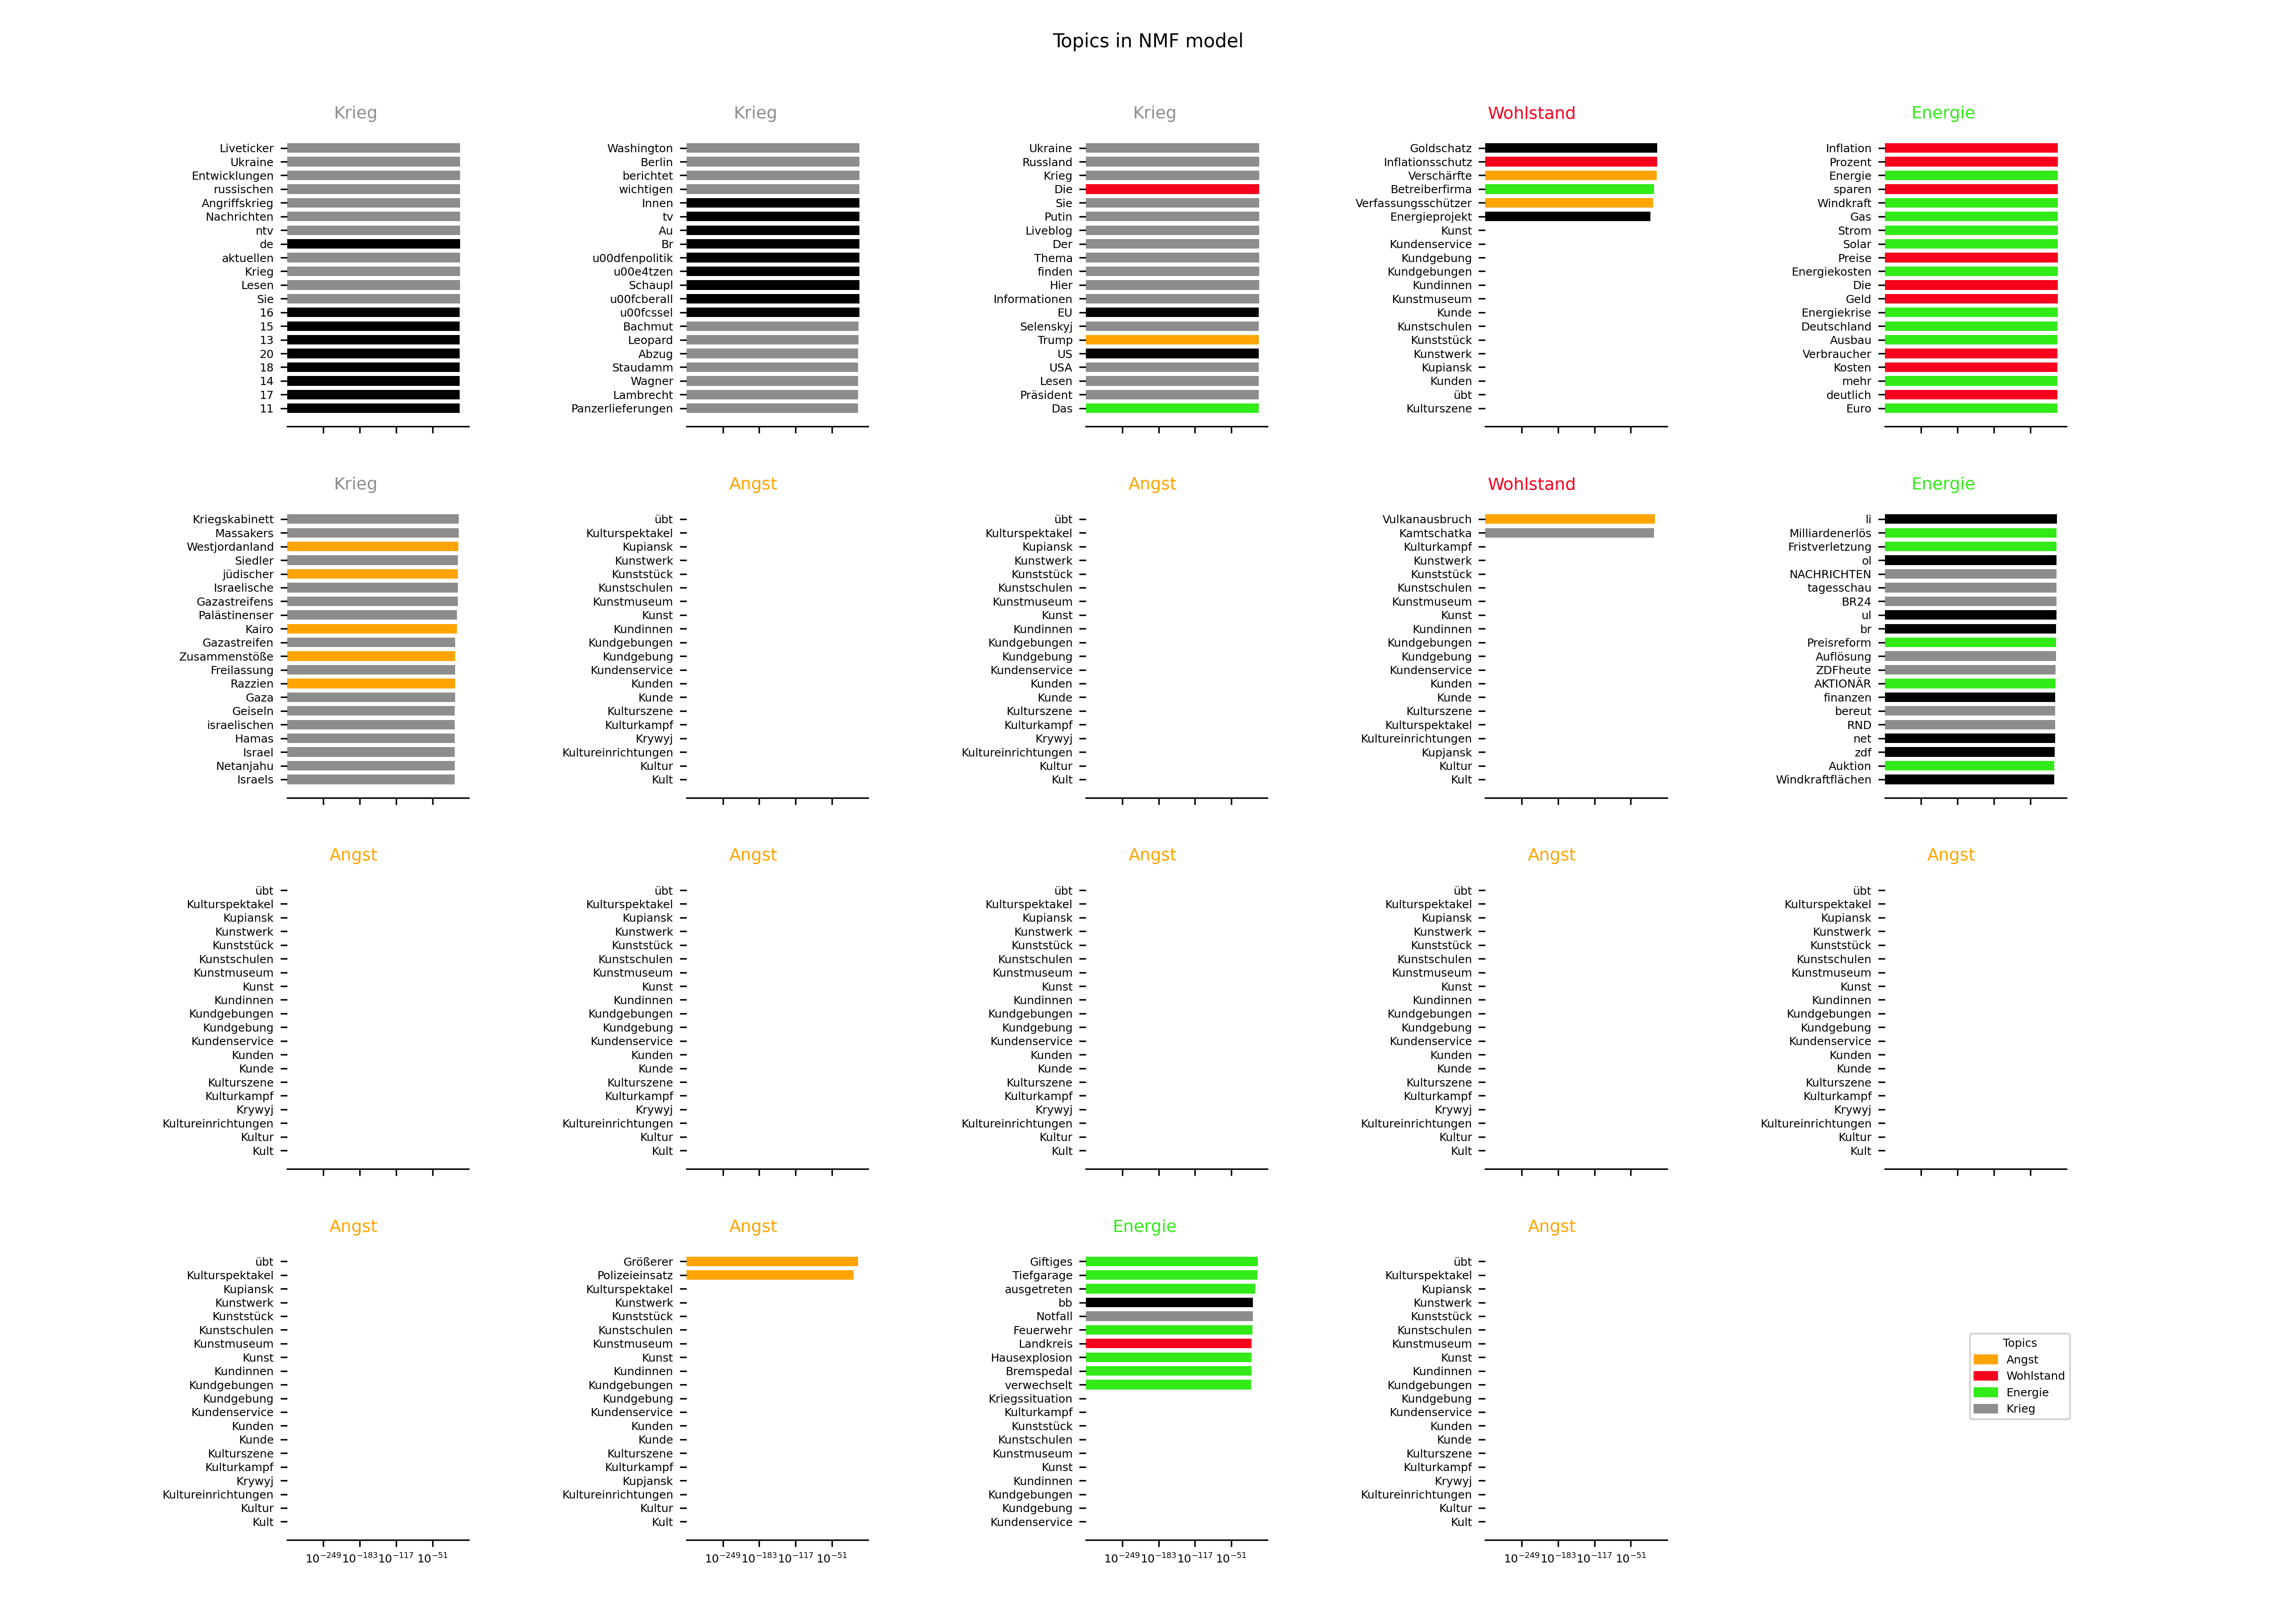 Topics in NMF model
Krieg
Liveticker
Ukraine
Entwicklungen
russischen
Angriffskrieg
Nachrichten
ntv
de
aktuellen
Krieg
Lesen
Sie
16
15
13
20
18
14
17
11
Krieg
Washington
Berlin
berichtet
wichtigen
Innen
tv
Au
Br
u00dfenpolitik
u00e4tzen
Schaupl
u00fcberall
u00fcssel
Bachmut
Leopard
Abzug
Staudamm
Wagner
Lambrecht
Panzerlieferungen
Krieg
Ukraine
Russland
Krieg
Die
Sie
Putin
Liveblog
Der
Thema
finden
Hier
Informationen
EU
Selenskyj
Trump
US
USA
Lesen
Präsident
Das
Wohlstand
Goldschatz
Inflationsschutz
Verschärfte
Betreiberfirma
Verfassungsschützer
Energieprojekt
Kunst
Kundenservice
Kundgebung
Kundgebungen
Kundinnen
Kunstmuseum
Kunde
Kunstschulen
Kunststück
Kunstwerk
Kupiansk
Kunden
übt
Kulturszene
Energie
Inflation
Prozent
Energie
sparen
Windkraft
Gas
Strom
Solar
Preise
Energiekosten
Die
Geld
Energiekrise
Deutschland
Ausbau
Verbraucher
Kosten
mehr
deutlich
Euro
Krieg
Kriegskabinett
Massakers
Westjordanland
Siedler
jüdischer
Israelische
Gazastreifens
Palästinenser
Kairo
Gazastreifen
Zusammenstöße
Freilassung
Razzien
Gaza
Geiseln
israelischen
Hamas
Israel
Netanjahu
Israels
Angst
übt
Kulturspektakel
Kupiansk
Kunstwerk
Kunststück
Kunstschulen
Kunstmuseum
Kunst
Kundinnen
Kundgebungen
Kundgebung
Kundenservice
Kunden
Kunde
Kulturszene
Kulturkampf
Krywyj
Kultureinrichtungen
Kultur
Kult
Angst
übt
Kulturspektakel
Kupiansk
Kunstwerk
Kunststück
Kunstschulen
Kunstmuseum
Kunst
Kundinnen
Kundgebungen
Kundgebung
Kundenservice
Kunden
Kunde
Kulturszene
Kulturkampf
Krywyj
Kultureinrichtungen
Kultur
Kult
Wohlstand
Vulkanausbruch
Kamtschatka
Kulturkampf
Kunstwerk
Kunststück
Kunstschulen
Kunstmuseum
Kunst
Kundinnen
Kundgebungen
Kundgebung
Kundenservice
Kunden
Kunde
Kulturszene
Kulturspektakel
Kultureinrichtungen
Kupjansk
Kultur
Kult
Energie
li
Milliardenerlös
Fristverletzung
ol
NACHRICHTEN
tagesschau
BR24
ul
br
Preisreform
Auflösung
ZDFheute
AKTIONÄR
finanzen
bereut
RND
net
zdf
Auktion
Windkraftflächen
Angst
übt
Kulturspektakel
Kupiansk
Kunstwerk
Kunststück
Kunstschulen
Kunstmuseum
Kunst
Kundinnen
Kundgebungen
Kundgebung
Kundenservice
Kunden
Kunde
Kulturszene
Kulturkampf
Krywyj
Kultureinrichtungen
Kultur
Kult
Angst
übt
Kulturspektakel
Kupiansk
Kunstwerk
Kunststück
Kunstschulen
Kunstmuseum
Kunst
Kundinnen
Kundgebungen
Kundgebung
Kundenservice
Kunden
Kunde
Kulturszene
Kulturkampf
Krywyj
Kultureinrichtungen
Kultur
Kult
Angst
übt
Kulturspektakel
Kupiansk
Kunstwerk
Kunststück
Kunstschulen
Kunstmuseum
Kunst
Kundinnen
Kundgebungen
Kundgebung
Kundenservice
Kunden
Kunde
Kulturszene
Kulturkampf
Krywyj
Kultureinrichtungen
Kultur
Kult
Angst
übt
Kulturspektakel
Kupiansk
Kunstwerk
Kunststück
Kunstschulen
Kunstmuseum
Kunst
Kundinnen
Kundgebungen
Kundgebung
Kundenservice
Kunden
Kunde
Kulturszene
Kulturkampf
Krywyj
Kultureinrichtungen
Kultur
Kult
Angst
übt
Kulturspektakel
Kupiansk
Kunstwerk
Kunststück
Kunstschulen
Kunstmuseum
Kunst
Kundinnen
Kundgebungen
Kundgebung
Kundenservice
Kunden
Kunde
Kulturszene
Kulturkampf
Krywyj
Kultureinrichtungen
Kultur
Kult
Angst
übt
Kulturspektakel
Kupiansk
Kunstwerk
Kunststück
Kunstschulen
Kunstmuseum
Kunst
Kundinnen
Kundgebungen
Kundgebung
Kundenservice
Kunden
Kunde
Kulturszene
Kulturkampf
Krywyj
Kultureinrichtungen
Kultur
Kult
10⁻²⁴⁹ 10⁻¹⁸³ 10⁻¹¹⁷ 10⁻⁵¹
Angst
Größerer
Polizeieinsatz
Kulturspektakel
Kunstwerk
Kunststück
Kunstschulen
Kunstmuseum
Kunst
Kundinnen
Kundgebungen
Kundgebung
Kundenservice
Kunden
Kunde
Kulturszene
Kulturkampf
Kupjansk
Kultureinrichtungen
Kultur
Kult
10⁻²⁴⁹ 10⁻¹⁸³ 10⁻¹¹⁷ 10⁻⁵¹
Energie
Giftiges
Tiefgarage
ausgetreten
bb
Notfall
Feuerwehr
Landkreis
Hausexplosion
Bremspedal
verwechselt
Kriegssituation
Kulturkampf
Kunststück
Kunstschulen
Kunstmuseum
Kunst
Kundinnen
Kundgebungen
Kundgebung
Kundenservice
10⁻²⁴⁹ 10⁻¹⁸³ 10⁻¹¹⁷ 10⁻⁵¹
Angst
übt
Kulturspektakel
Kupiansk
Kunstwerk
Kunststück
Kunstschulen
Kunstmuseum
Kunst
Kundinnen
Kundgebungen
Kundgebung
Kundenservice
Kunden
Kunde
Kulturszene
Kulturkampf
Krywyj
Kultureinrichtungen
Kultur
Kult
10⁻²⁴⁹ 10⁻¹⁸³ 10⁻¹¹⁷ 10⁻⁵¹
Topics
Angst
Wohlstand
Energie
Krieg